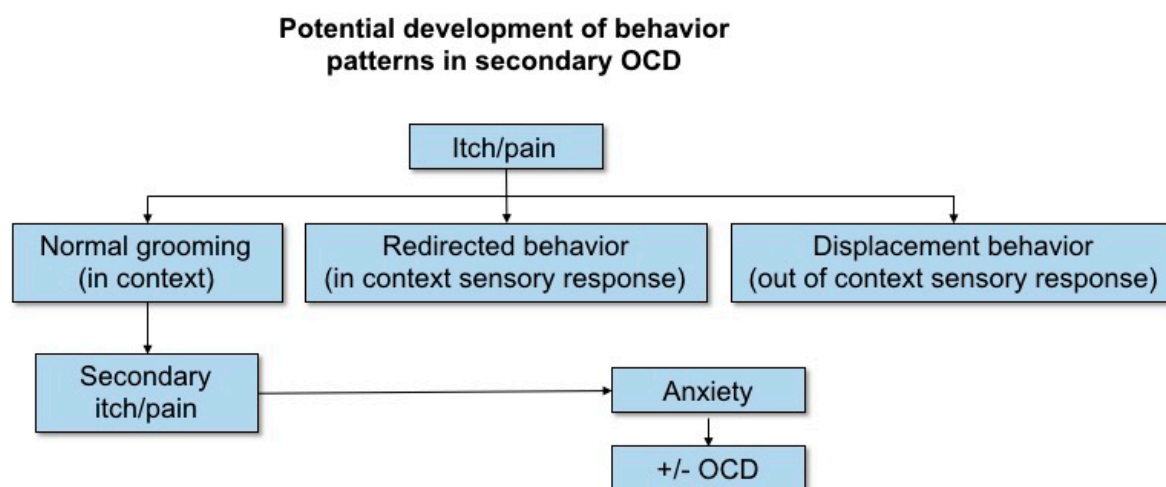 Potential development of behavior
patterns in secondary OCD
Itch/pain
Normal grooming
(in context)
Redirected behavior
(in context sensory response)
Displacement behavior
(out of context sensory response)
Secondary
itch/pain
Anxiety
+/- OCD